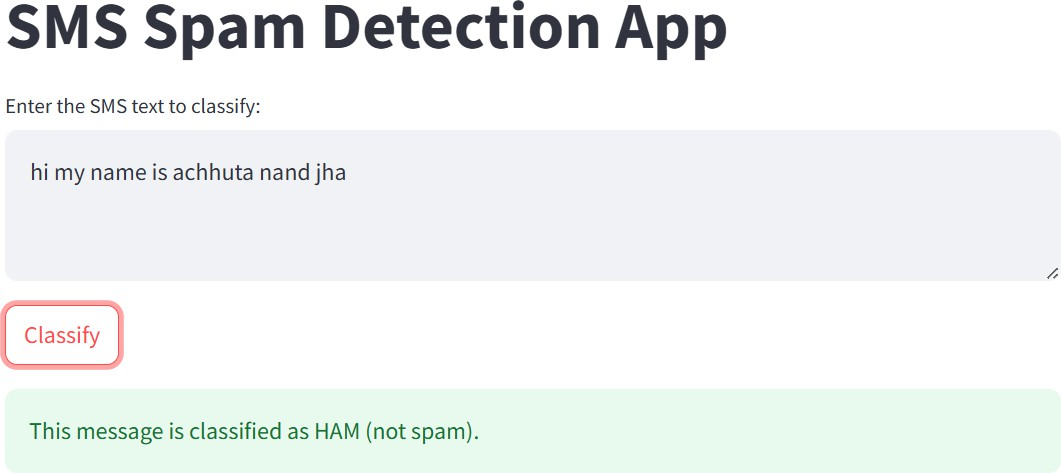 SMS Spam Detection App
Enter the SMS text to classify:
hi my name is achhuta nand jha
Classify
This message is classified as HAM (not spam).